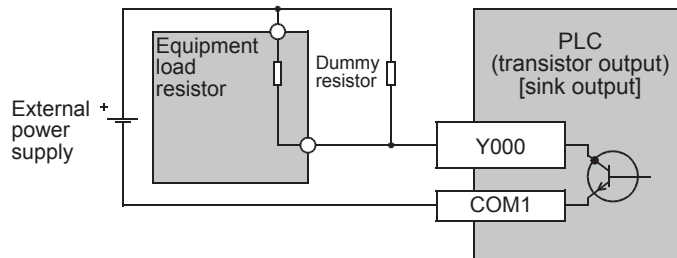 Equipment
load
resistor
Dummy
resistor
External
power
supply
+
PLC
(transistor output)
[sink output]
Y000
COM1